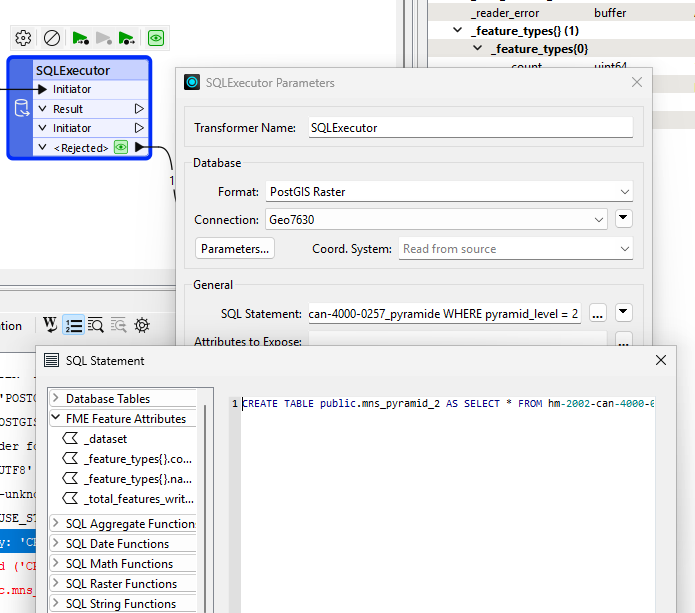 _reader_error buffer
_feature_types{} (1)
_feature_types{0}
count uint64
SQLExecutor
Initiator
Result
Initiator
<Rejected>
1
SQLExecutor Parameters
Transformer Name: SQLExecutor
Database
Format: PostGIS Raster
Connection: Geo7630
Parameters... Coord. System: Read from source
General
SQL Statement: can-4000-0257_pyramide WHERE pyramid_level = 2 ...
Attributes to Expose: ...
tion
'POSTG
OSTGIS
der fo
UTF8'
-unkno
USE_ST
y: 'CR
d ('CR
c.mns_
SQL Statement
Database Tables
FME Feature Attributes
_dataset
_feature_types{}.co...
_feature_types{}.na...
_total_features_writ...
SQL Aggregate Functions
SQL Date Functions
SQL Math Functions
SQL Raster Functions
SQL String Functions
1 CREATE TABLE public.mns_pyramid_2 AS SELECT * FROM hm-2002-can-4000-0